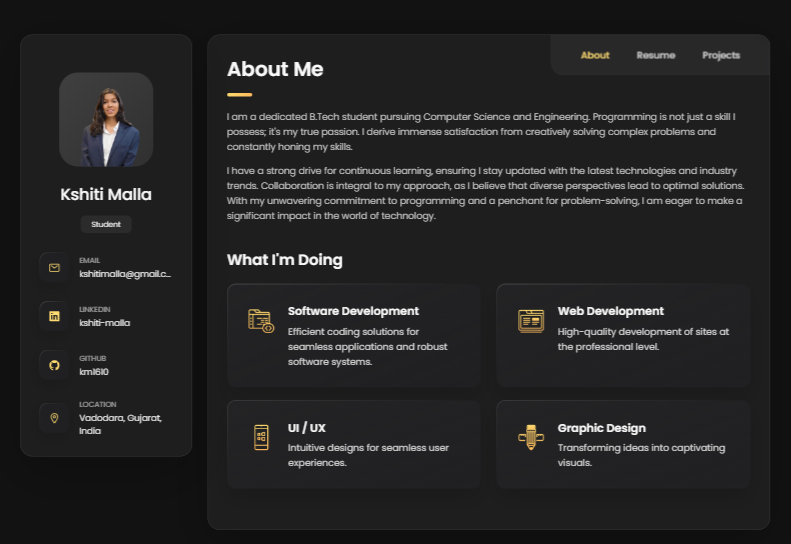 Kshiti Malla
Student
EMAIL
kshitimalla@gmail.c...
LINKEDIN
kshiti-malla
GITHUB
km1610
LOCATION
Vadodara, Gujarat,
India
About Resume Projects
About Me
I am a dedicated B.Tech student pursuing Computer Science and Engineering. Programming is not just a skill I
possess; it's my true passion. I derive immense satisfaction from creatively solving complex problems and
constantly honing my skills.
I have a strong drive for continuous learning, ensuring I stay updated with the latest technologies and industry
trends. Collaboration is integral to my approach, as I believe that diverse perspectives lead to optimal solutions.
With my unwavering commitment to programming and a penchant for problem-solving, I am eager to make a
significant impact in the world of technology.
What I'm Doing
Software Development
Efficient coding solutions for
seamless applications and robust
software systems.
Web Development
High-quality development of sites at
the professional level.
UI / UX
Intuitive designs for seamless user
experiences.
Graphic Design
Transforming ideas into captivating
visuals.